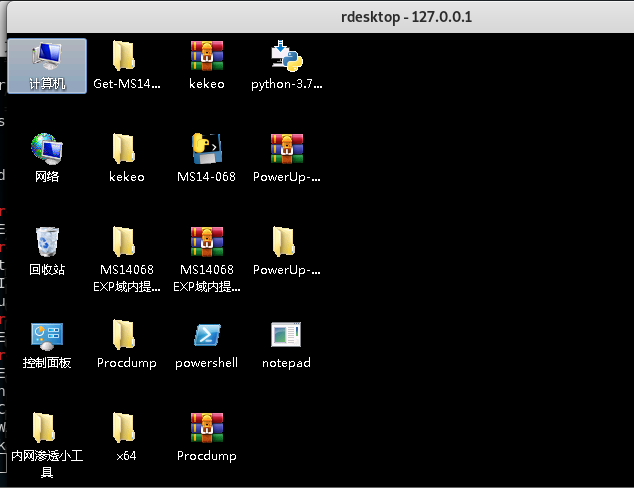 rdesktop - 127.0.0.1
计算机
Get-MS14...
kekeo
python-3.7...
网络
kekeo
MS14-068
PowerUp-...
回收站
MS14068
EXP域内提...
MS14068
EXP域内提...
PowerUp-...
控制面板
Procdump
powershell
notepad
内网渗透小工
具
x64
Procdump